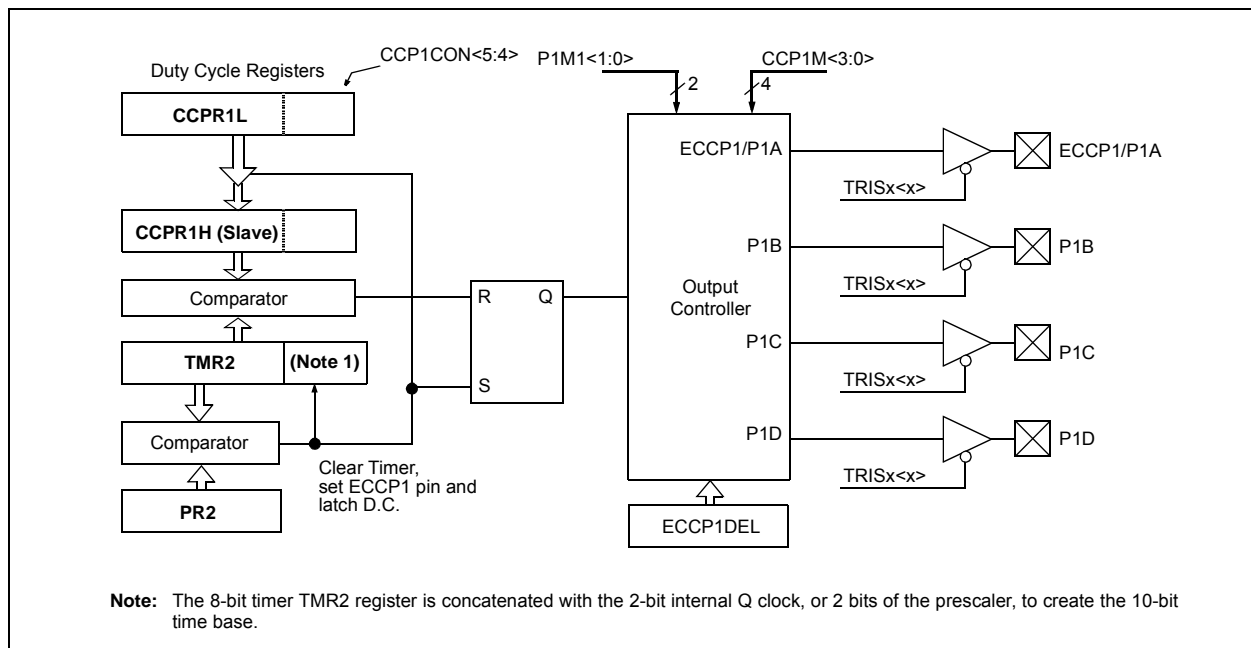 CCP1CON<5:4>
Duty Cycle Registers
CCPR1L
CCPR1H (Slave)
Comparator
TMR2
(Note 1)
Comparator
PR2
Clear Timer,
set ECCP1 pin and
latch D.C.
R
Q
S
P1M1<1:0>
2
CCP1M<3:0>
4
Output
Controller
ECCP1/P1A
P1B
P1C
P1D
ECCP1DEL
TRISx<x>
ECCP1/P1A
TRISx<x>
P1B
TRISx<x>
P1C
TRISx<x>
P1D
Note: The 8-bit timer TMR2 register is concatenated with the 2-bit internal Q clock, or 2 bits of the prescaler, to create the 10-bit
time base.